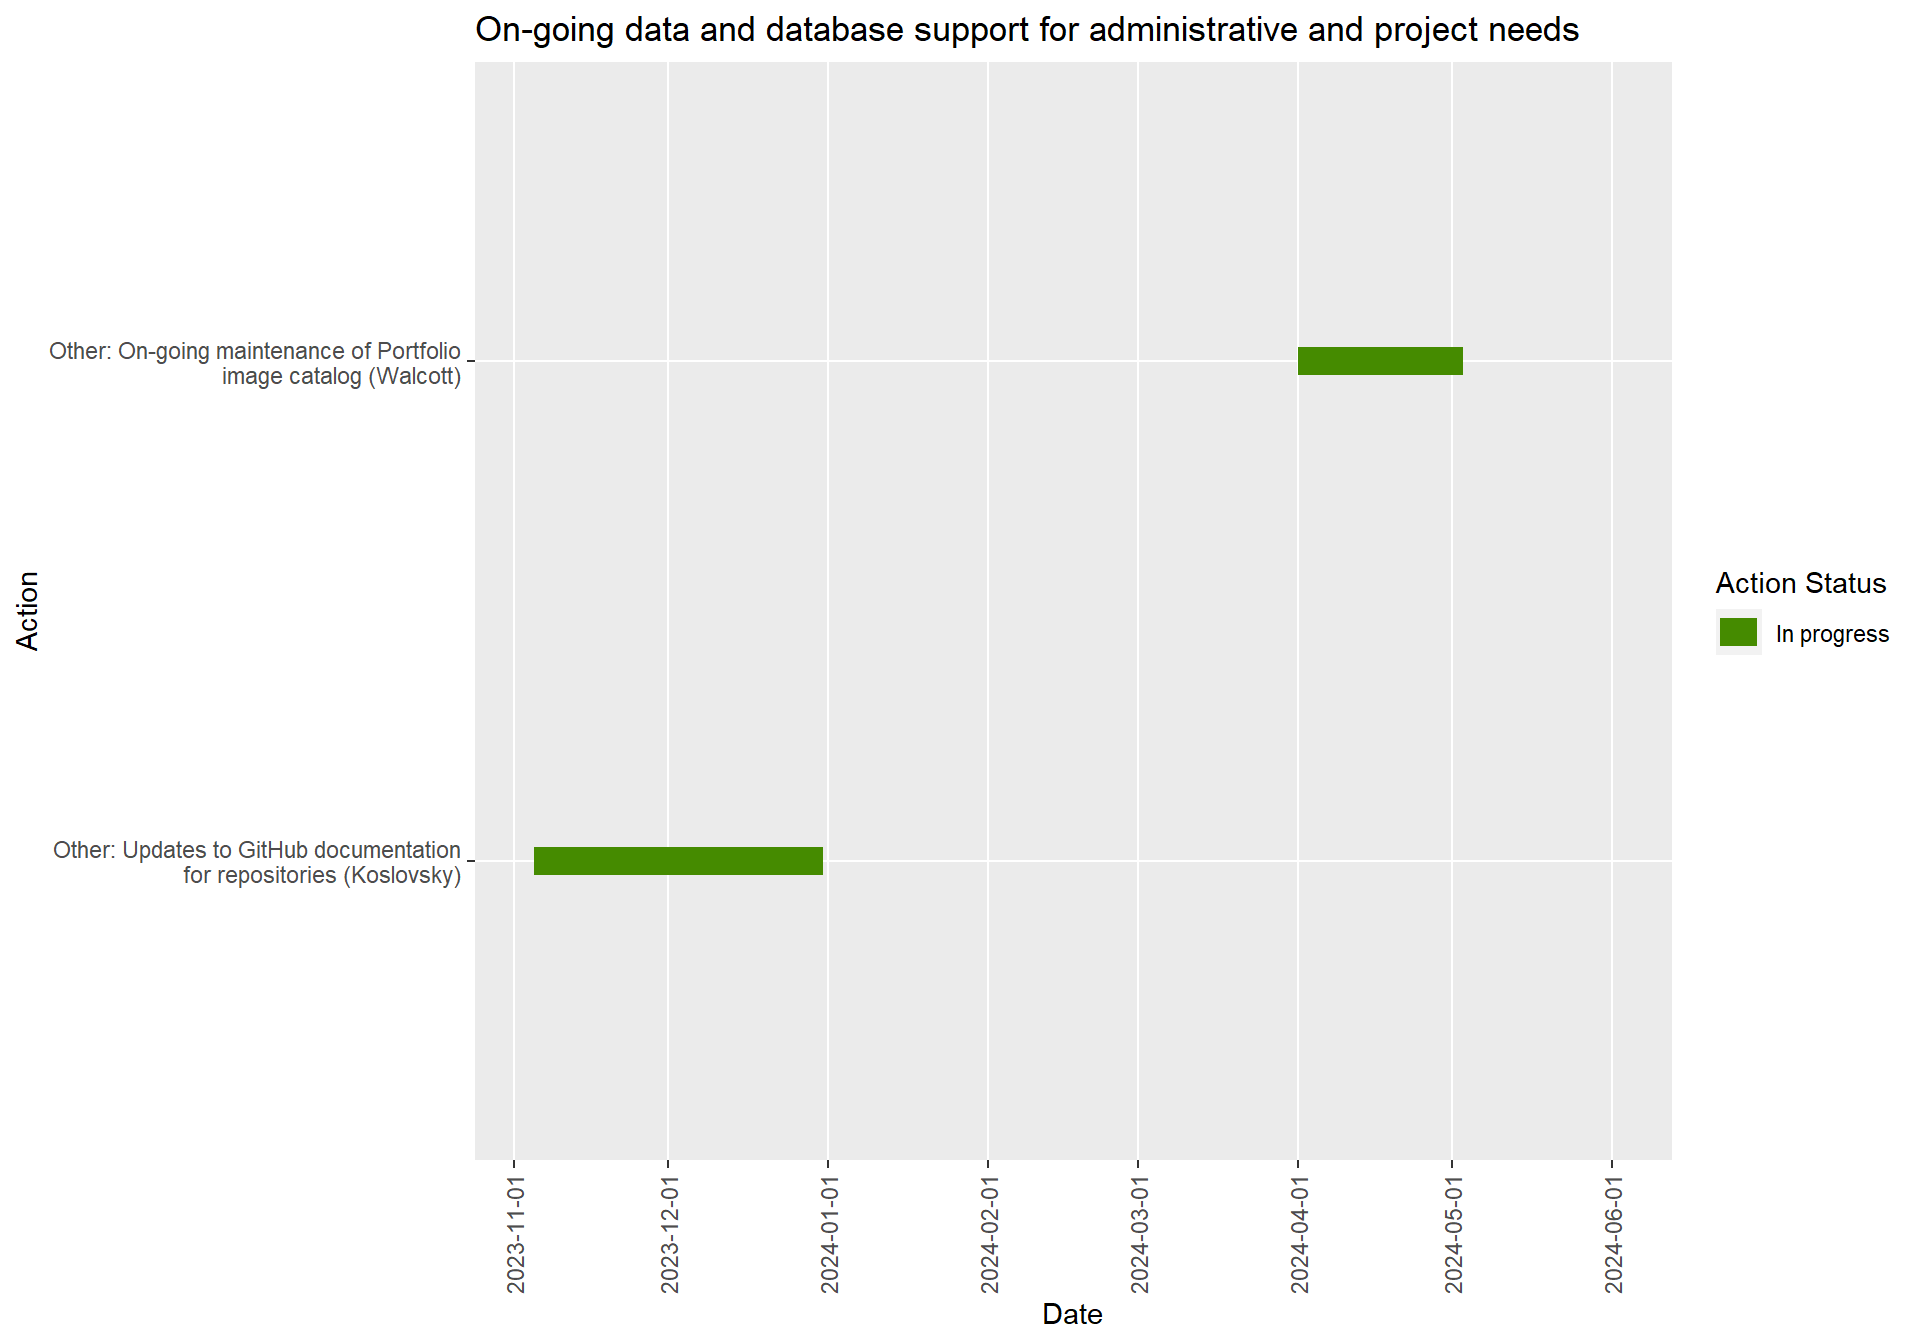 On-going data and database support for administrative and project needs
Action
Other: On-going maintenance of Portfolio
image catalog (Walcott)
Other: Updates to GitHub documentation
for repositories (Koslovsky)
2023-11-01
2023-12-01
2024-01-01
2024-02-01
2024-03-01
2024-04-01
2024-05-01
2024-06-01
Date
Action Status
In progress